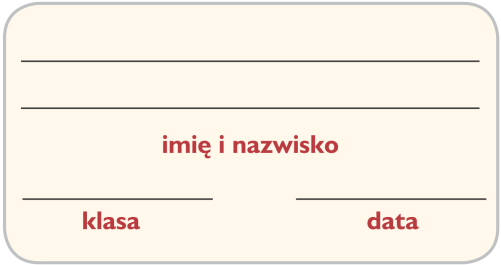 imię i nazwisko
klasa data